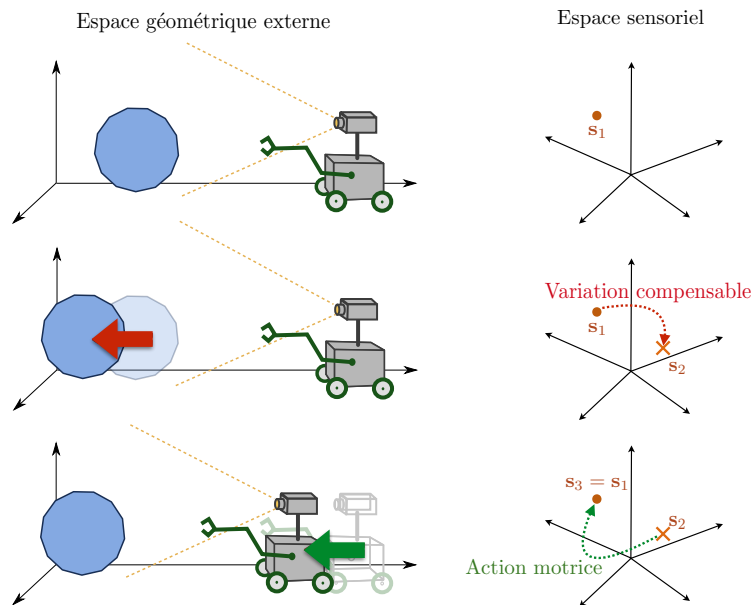 Espace géométrique externe
Espace sensoriel
s₁
Variation compensable
s₁
s₂
s₃ = s₁
s₂
Action motrice